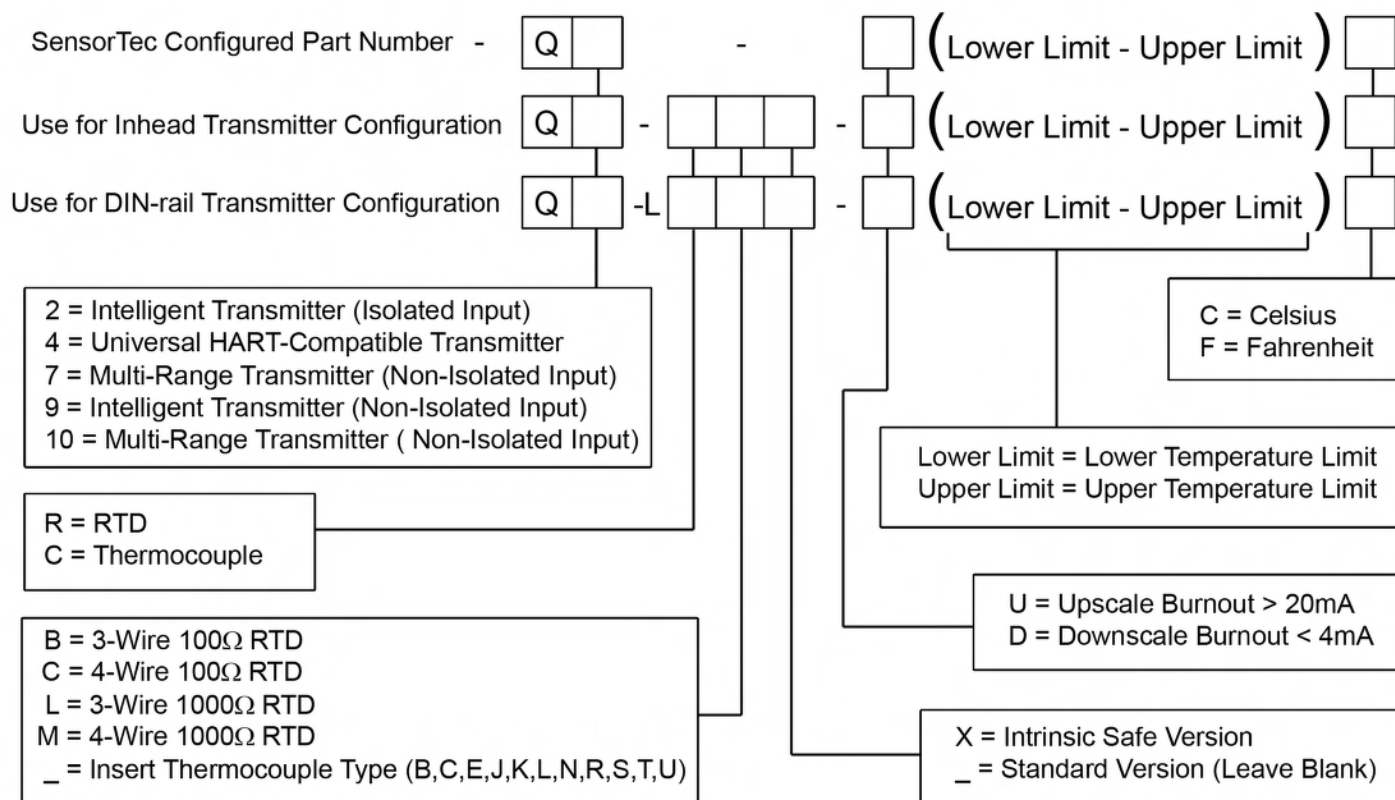 SensorTec Configured Part Number - Q - (Lower Limit - Upper Limit)
Use for Inhead Transmitter Configuration Q - - (Lower Limit - Upper Limit)
Use for DIN-rail Transmitter Configuration Q -L - (Lower Limit - Upper Limit)
2 = Intelligent Transmitter (Isolated Input)
4 = Universal HART-Compatible Transmitter
7 = Multi-Range Transmitter (Non-Isolated Input)
9 = Intelligent Transmitter (Non-Isolated Input)
10 = Multi-Range Transmitter ( Non-Isolated Input)
C = Celsius
F = Fahrenheit
Lower Limit = Lower Temperature Limit
Upper Limit = Upper Temperature Limit
R = RTD
C = Thermocouple
U = Upscale Burnout > 20mA
D = Downscale Burnout < 4mA
B = 3-Wire 100Ω RTD
C = 4-Wire 100Ω RTD
L = 3-Wire 1000Ω RTD
M = 4-Wire 1000Ω RTD
_ = Insert Thermocouple Type (B,C,E,J,K,L,N,R,S,T,U)
X = Intrinsic Safe Version
_ = Standard Version (Leave Blank)